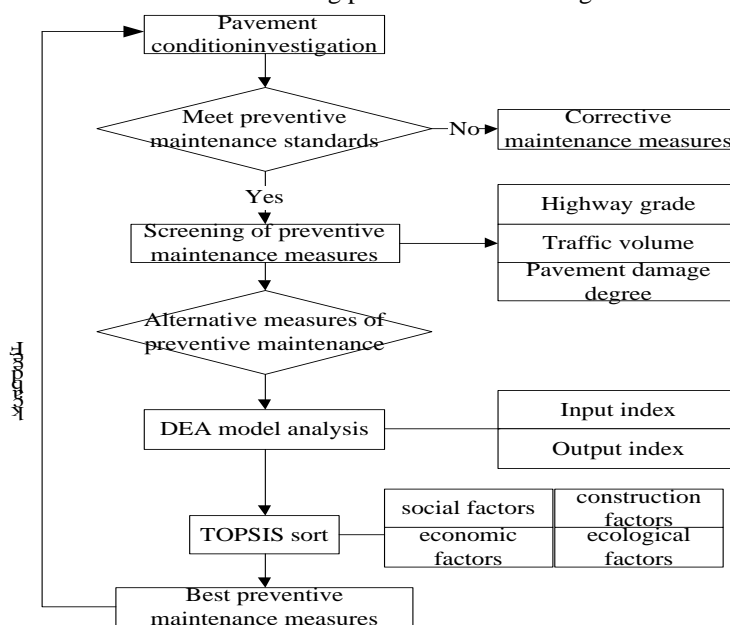 Pavement
conditioninvestigation
Meet preventive
maintenance standards
No
Corrective
maintenance measures
Yes
Highway grade
Screening of preventive
maintenance measures
Traffic volume
Pavement damage
degree
Alternative measures of
preventive maintenance
Input index
DEA model analysis
Output index
social factors
construction
factors
TOPSIS sort
economic
factors
ecological
factors
Best preventive
maintenance measures